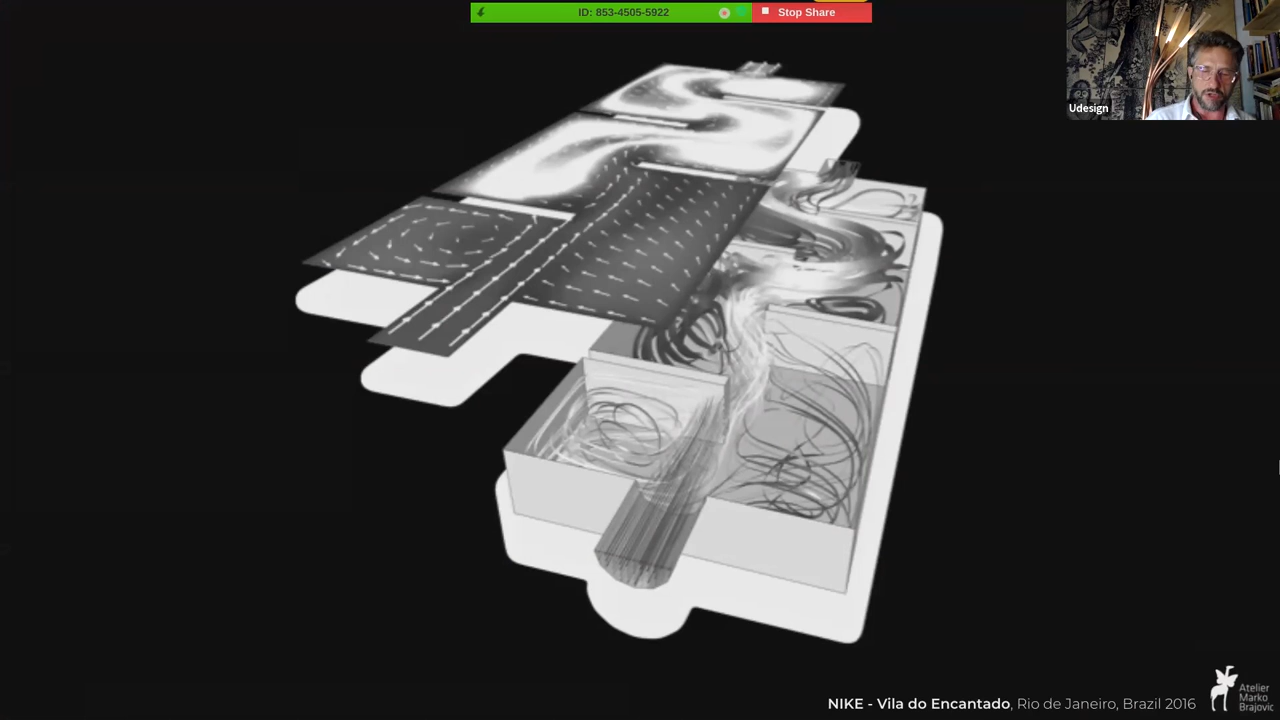 ID: 853-4505-5922
Stop Share
Udesign
NIKE - Vila do Encantado, Rio de Janeiro, Brazil 2016
Atelier
Marko
Brajovic